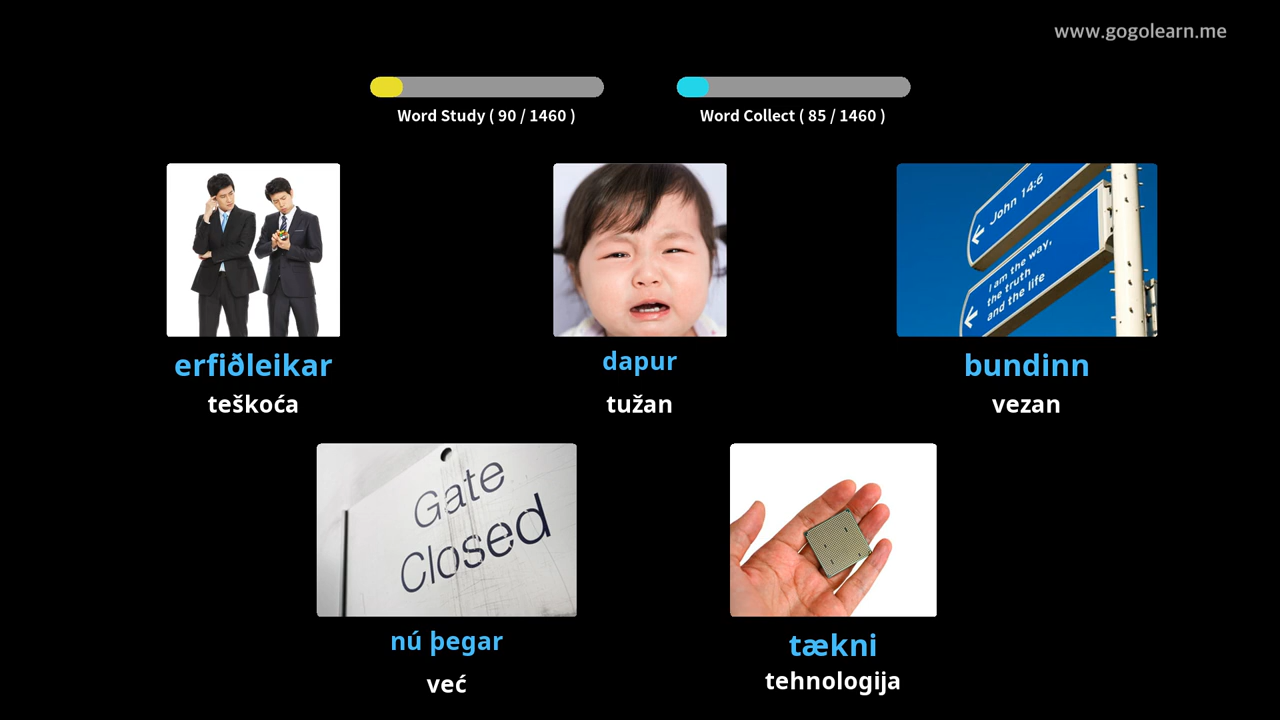 www.gogolearn.me
Word Study ( 90 / 1460 )
Word Collect ( 85 / 1460 )
John 14:6
I am the way,
the truth
and the life
erfiðleikar
teškoća
dapur
tužan
bundinn
vezan
Gate
Closed
nú þegar
već
tækni
tehnologija